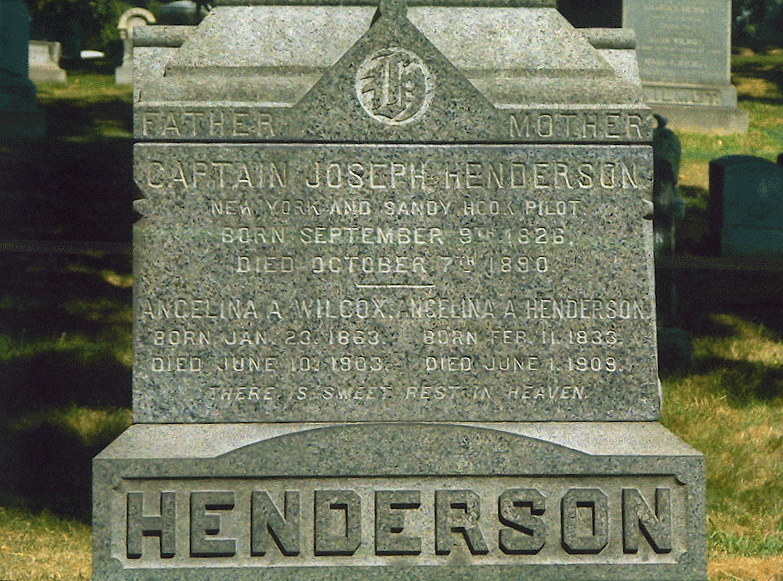 H
FATHER MOTHER
CAPTAIN JOSEPH HENDERSON
NEW YORK AND SANDY HOOK PILOT.
BORN SEPTEMBER 9TH 1826.
DIED OCTOBER 7TH 1890.
ANGELINA A WILCOX. ANGELINA A HENDERSON.
BORN JAN. 23. 1863. BORN FEB. 11. 1833.
DIED JUNE 10. 1903. DIED JUNE 1. 1909.
THERE IS SWEET REST IN HEAVEN.
HENDERSON